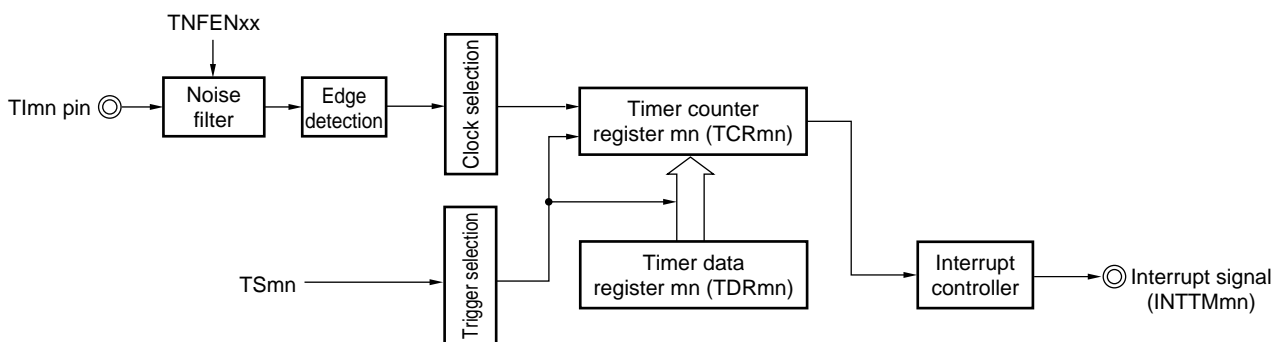 TNFENxx
TImn pin
Noise
filter
Edge
detection
Clock selection
Timer counter
register mn (TCRmn)
TSmn
Trigger selection
Timer data
register mn (TDRmn)
Interrupt
controller
Interrupt signal
(INTTMmn)